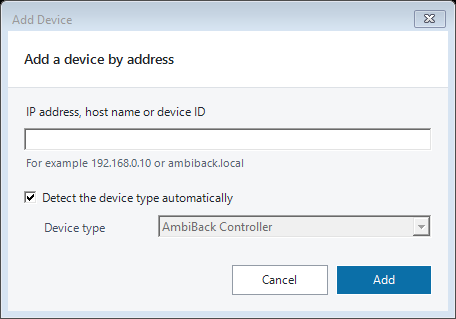 Add Device
Add a device by address
IP address, host name or device ID
For example 192.168.0.10 or ambiback.local
Detect the device type automatically
Device type
AmbiBack Controller
Cancel
Add